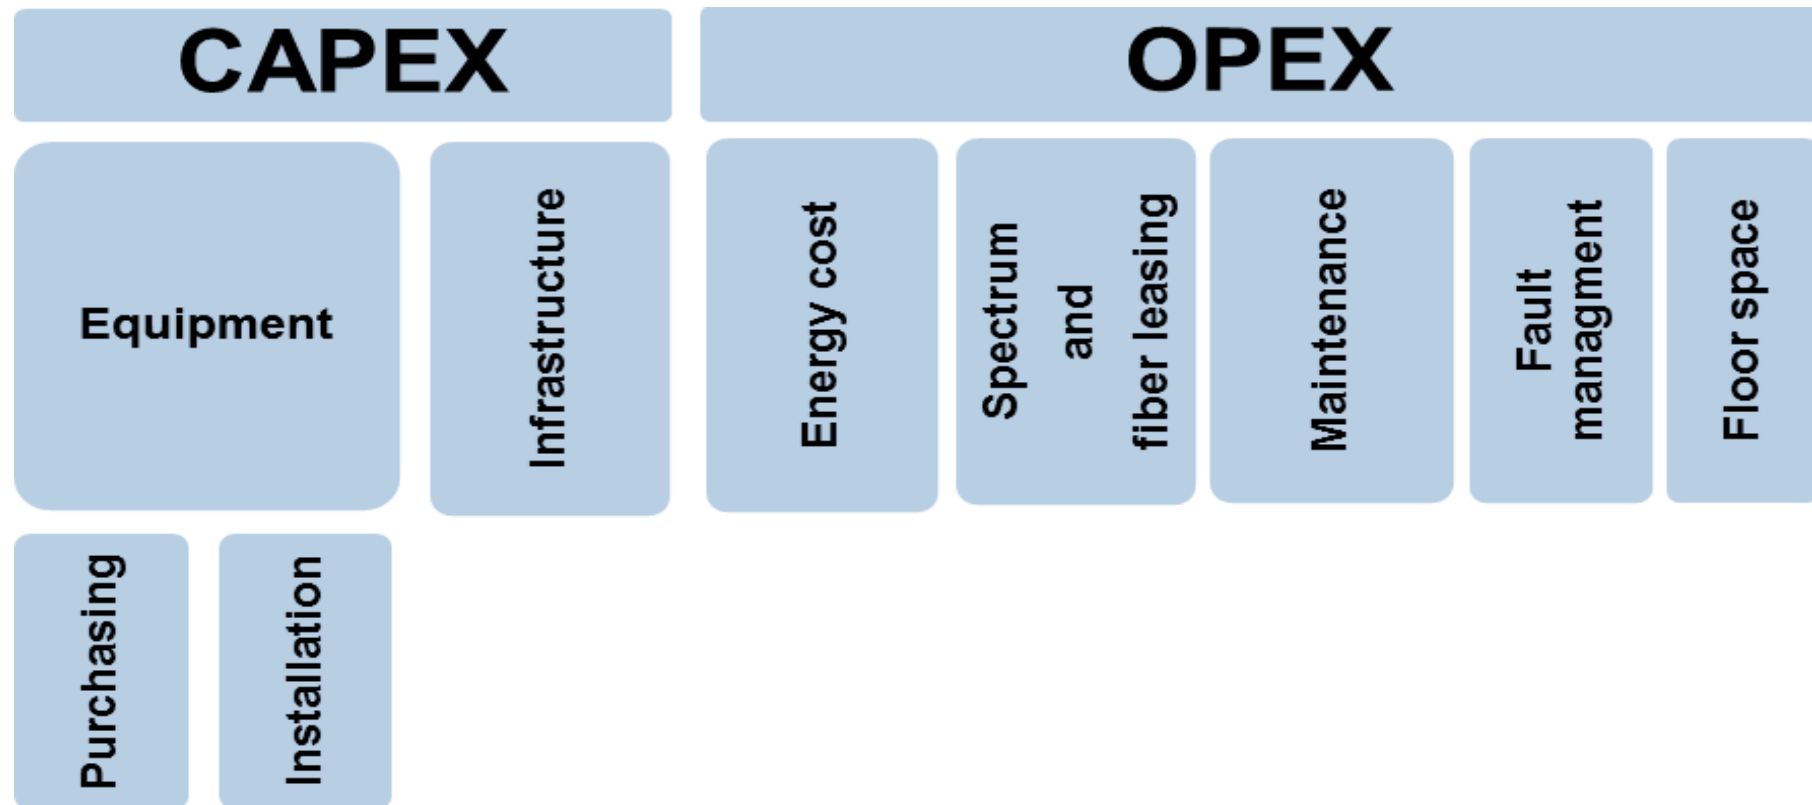 CAPEX
OPEX
Equipment
Infrastructure
Energy cost
Spectrum
and
fiber leasing
Maintenance
Fault
managment
Floor space
Purchasing
Installation